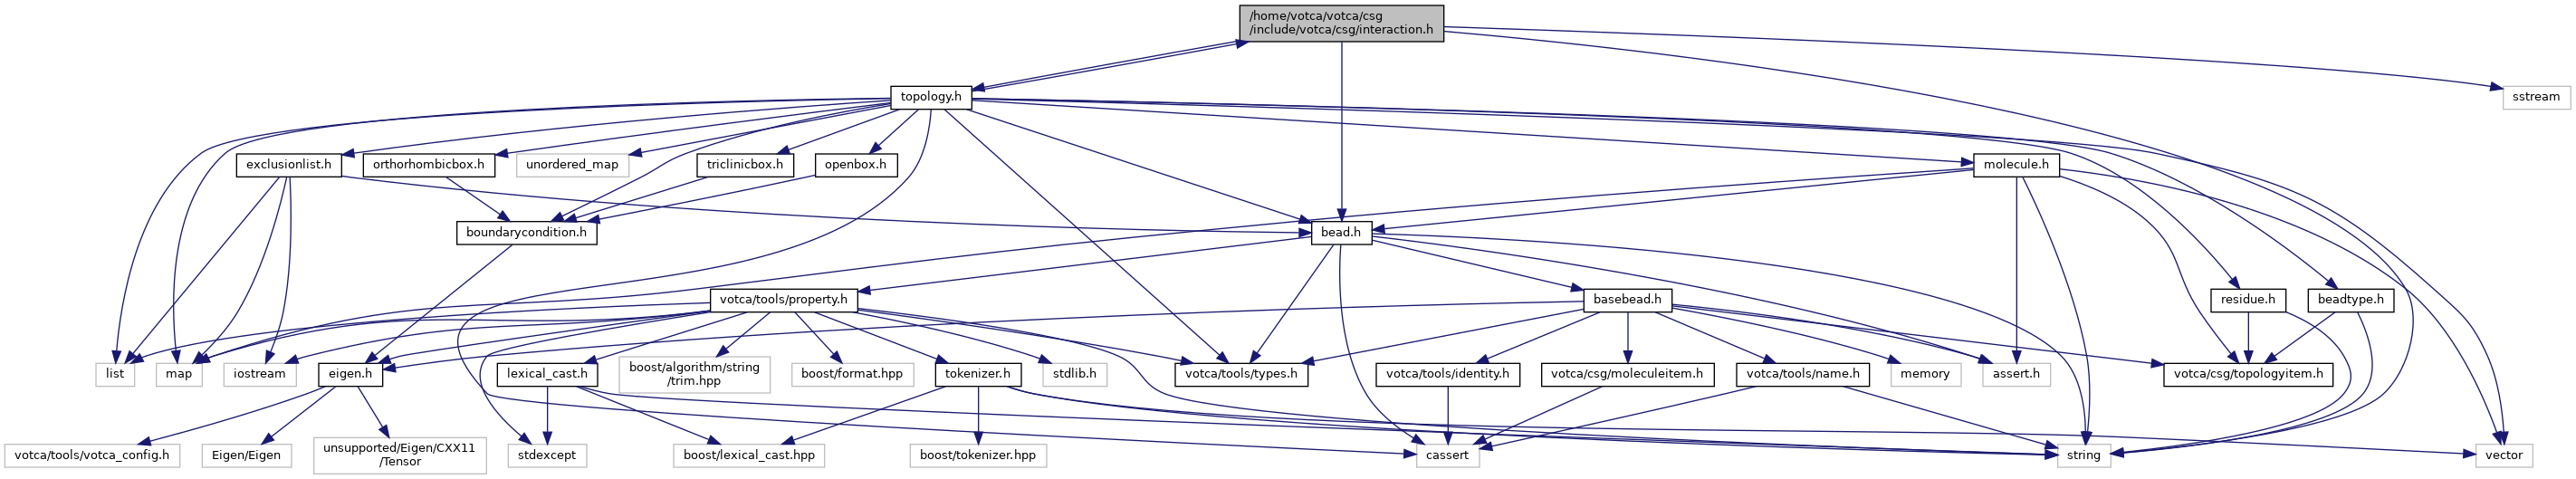 /home/votca/votca/csg
/include/votca/csg/interaction.h
topology.h
sstream
exclusionlist.h
orthorhombicbox.h
unordered_map
triclinicbox.h
openbox.h
molecule.h
boundarycondition.h
bead.h
votca/tools/property.h
basebead.h
residue.h
beadtype.h
list
map
iostream
eigen.h
lexical_cast.h
boost/algorithm/string
/trim.hpp
boost/format.hpp
tokenizer.h
stdlib.h
votca/tools/types.h
votca/tools/identity.h
votca/csg/moleculeitem.h
votca/tools/name.h
memory
assert.h
votca/csg/topologyitem.h
votca/tools/votca_config.h
Eigen/Eigen
unsupported/Eigen/CXX11
/Tensor
stdexcept
boost/lexical_cast.hpp
boost/tokenizer.hpp
cassert
string
vector